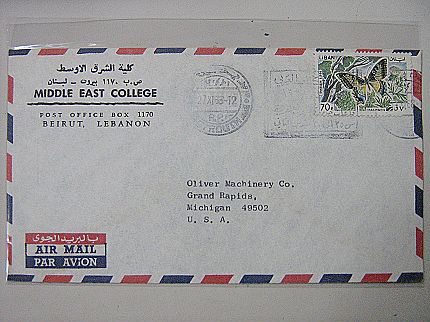 كلية الشرق الاوسط
ص.ب ١١٧٠ بيروت - لبنان
MIDDLE EAST COLLEGE
POST OFFICE BOX 1170
BEIRUT, LEBANON
LIBAN
70
Oliver Machinery Co.
Grand Rapids,
Michigan 49502
U. S. A.
بالبريد الجوي
AIR MAIL
PAR AVION